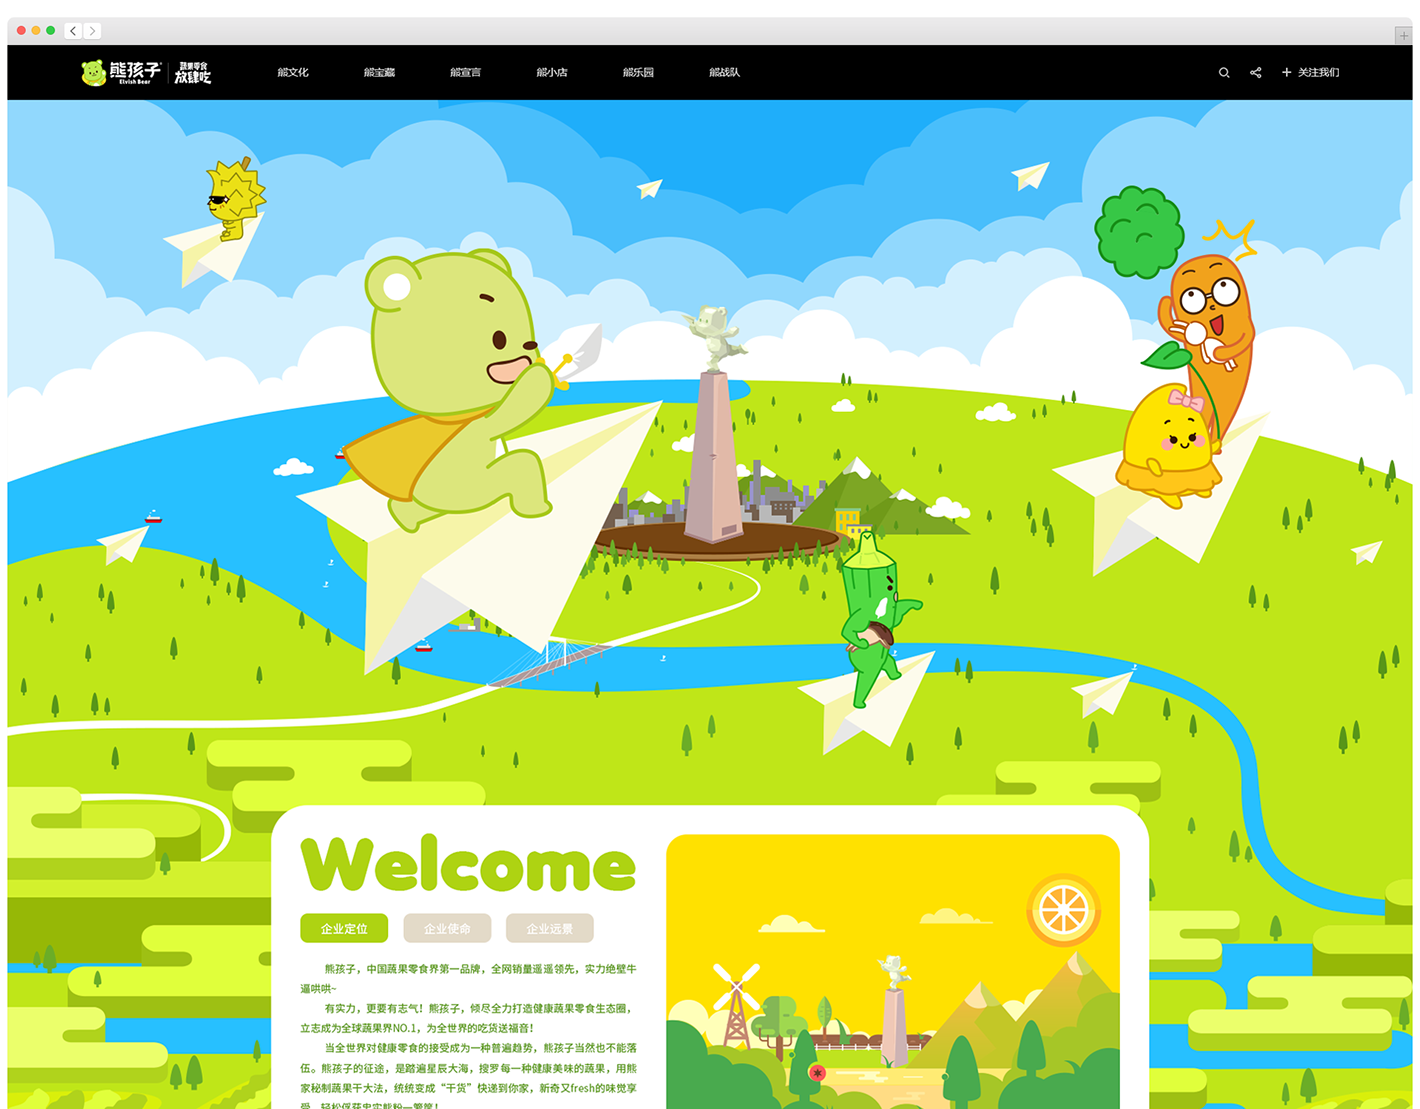 熊孩子
Elvish Bear
蔬果零食
放肆吃
熊文化
熊宝藏
熊宣言
熊小店
熊乐园
熊战队
关注我们
Welcome
企业定位
企业使命
企业远景
熊孩子，中国蔬果零食界第一品牌，全网销量遥遥领先，实力绝壁牛
逼哄哄~
有实力，更要有志气！熊孩子，倾尽全力打造健康蔬果零食生态圈，
立志成为全球蔬果界NO.1，为全世界的吃货送福音！
当全世界对健康零食的接受成为一种普遍趋势，熊孩子当然也不能落
伍。熊孩子的征途，是踏遍星辰大海，搜罗每一种健康美味的蔬果，用熊
家秘制蔬果干大法，统统变成“干货”快递到你家，新奇又fresh的味觉享
受，轻松俘获忠实熊粉一箩筐！